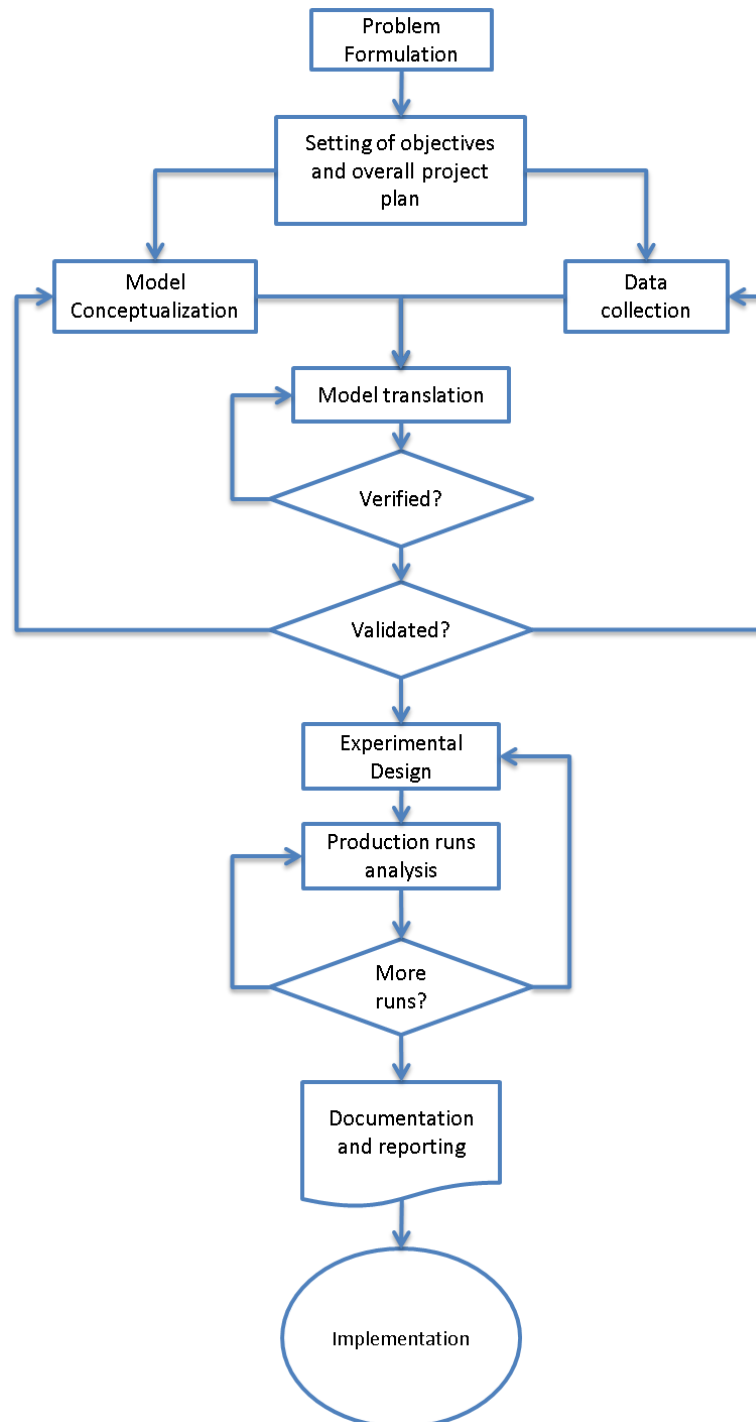 Problem
Formulation
Setting of objectives
and overall project
plan
Model
Conceptualization
Data
collection
Model translation
Verified?
Validated?
Experimental
Design
Production runs
analysis
More
runs?
Documentation
and reporting
Implementation